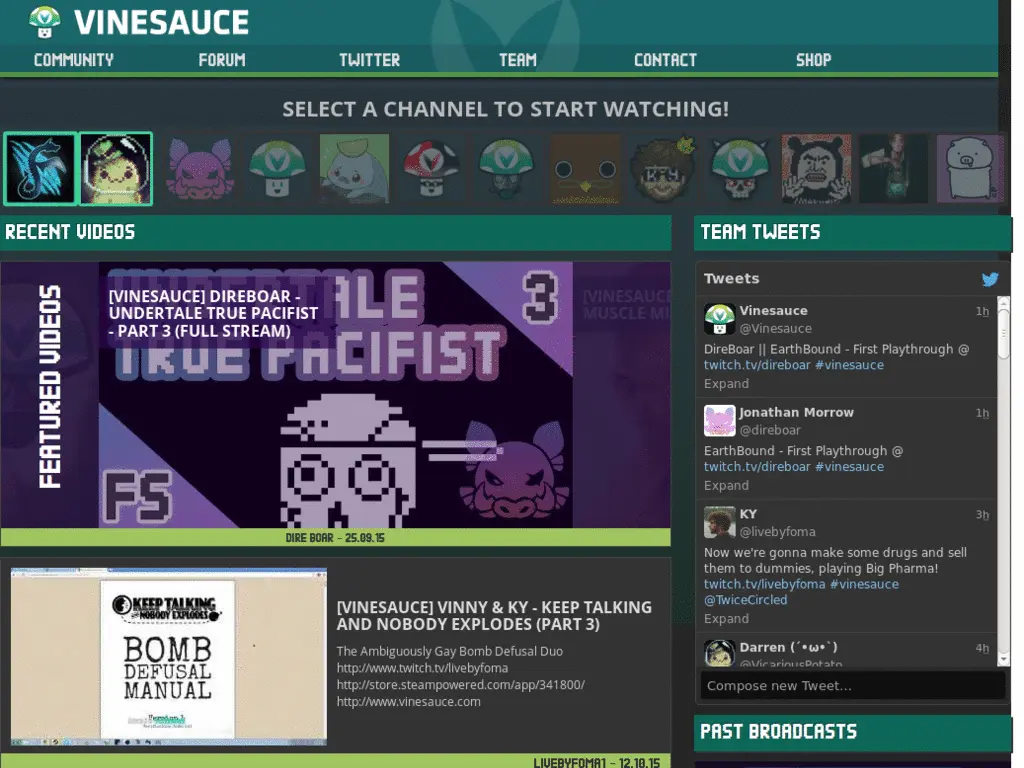 VINESAUCE
COMMUNITY FORUM TWITTER TEAM CONTACT SHOP
SELECT A CHANNEL TO START WATCHING!
RECENT VIDEOS
FEATURED VIDEOS
[VINESAUCE] DIREBOAR -
UNDERTALE TRUE PACIFIST
- PART 3 (FULL STREAM)
UNDERTALE
TRUE PACIFIST
3
FS
[VINESAUCE
MUSCLE MI
DIRE BOAR - 25.09.15
KEEP TALKING
AND NOBODY EXPLODES
BOMB
DEFUSAL
MANUAL
[VINESAUCE] VINNY & KY - KEEP TALKING
AND NOBODY EXPLODES (PART 3)
The Ambiguously Gay Bomb Defusal Duo
http://www.twitch.tv/livebyfoma
http://store.steampowered.com/app/341800/
http://www.vinesauce.com
LIVEBYFOMA1 - 12.10.15
TEAM TWEETS
Tweets
Vinesauce 1h
@Vinesauce
DireBoar || EarthBound - First Playthrough @
twitch.tv/direboar #vinesauce
Expand
Jonathan Morrow 1h
@direboar
EarthBound - First Playthrough @
twitch.tv/direboar #vinesauce
Expand
KY 3h
@livebyfoma
Now we're gonna make some drugs and sell
them to dummies, playing Big Pharma!
twitch.tv/livebyfoma #vinesauce
@TwiceCircled
Expand
Darren (´•ω•`) 4h
@VicariousPotato
Compose new Tweet...
PAST BROADCASTS